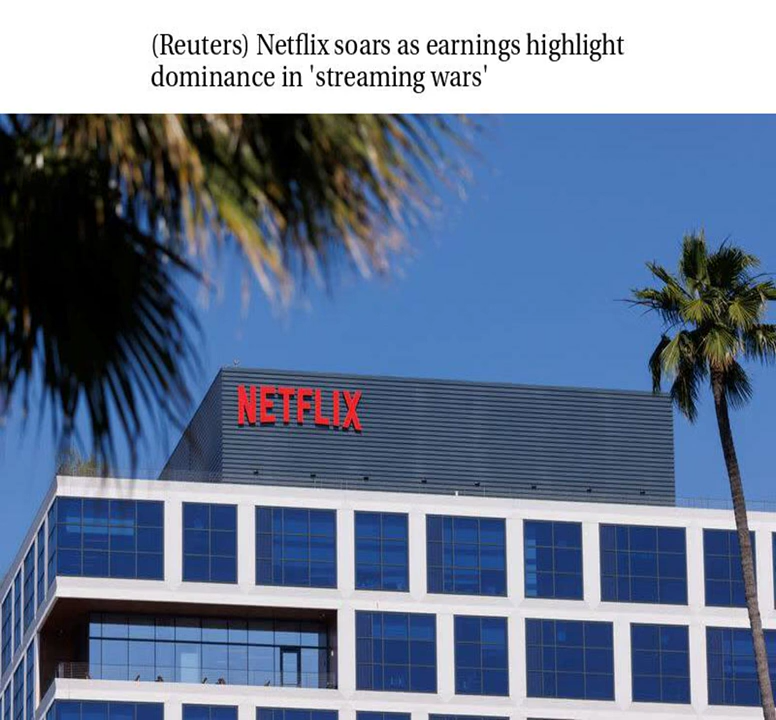 (Reuters) Netflix soars as earnings highlight
dominance in 'streaming wars'
NETFLIX